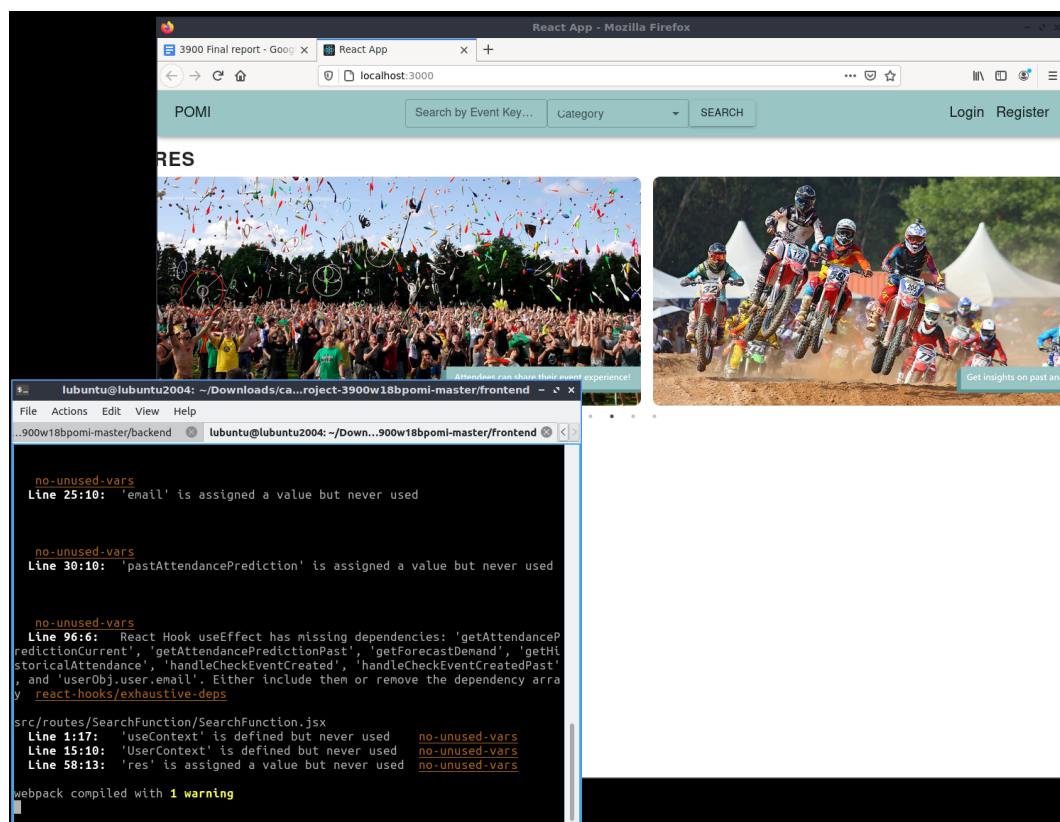 React App - Mozilla Firefox
3900 Final report - Goog
React App
localhost:3000
POMI
Search by Event Key…
Category
SEARCH
Login Register
RES
177
Attendees can share their event experience!
Get insights on past an
lubuntu@lubuntu2004: ~/Downloads/ca...roject-3900w18bpomi-master/frontend
File Actions Edit View Help
..900w18bpomi-master/backend
lubuntu@lubuntu2004: ~/Down...900w18bpomi-master/frontend
no-unused-vars
Line 25:10: 'email' is assigned a value but never used
no-unused-vars
Line 30:10: 'pastAttendancePrediction' is assigned a value but never used
no-unused-vars
Line 96:6: React Hook useEffect has missing dependencies: 'getAttendanceP
redictionCurrent', 'getAttendancePredictionPast', 'getForecastDemand', 'getHi
storicalAttendance', 'handleCheckEventCreated', 'handleCheckEventCreatedPast'
, and 'userObj.user.email'. Either include them or remove the dependency arra
y react-hooks/exhaustive-deps
src/routes/SearchFunction/SearchFunction.jsx
Line 1:17: 'useContext' is defined but never used no-unused-vars
Line 15:10: 'UserContext' is defined but never used no-unused-vars
Line 58:13: 'res' is assigned a value but never used no-unused-vars
webpack compiled with 1 warning